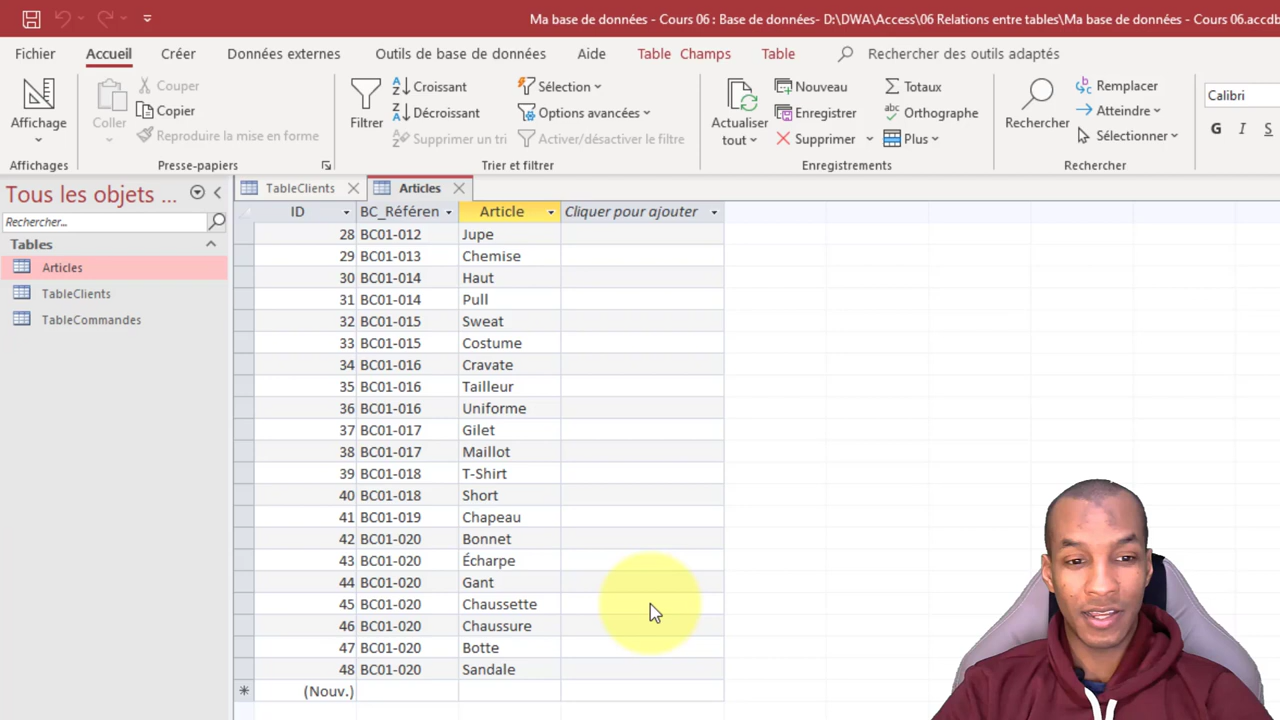 Ma base de données - Cours 06 : Base de données- D:\DWA\Access\06 Relations entre tables\Ma base de données - Cours 06.accdb
Fichier Accueil Créer Données externes Outils de base de données Aide Table Champs Table Rechercher des outils adaptés
Affichage
Affichages
Coller
Couper
Copier
Reproduire la mise en forme
Presse-papiers
Filtrer
Croissant
Décroissant
Supprimer un tri
Sélection
Options avancées
Activer/désactiver le filtre
Trier et filtrer
Actualiser
tout
Nouveau
Enregistrer
Supprimer
Totaux
Orthographe
Plus
Enregistrements
Rechercher
Remplacer
Atteindre
Sélectionner
Rechercher
Calibri
G I S
Tous les objets ...
Rechercher...
Tables
Articles
TableClients
TableCommandes
TableClients Articles
ID BC_Référen Article Cliquer pour ajouter
28 BC01-012 Jupe
29 BC01-013 Chemise
30 BC01-014 Haut
31 BC01-014 Pull
32 BC01-015 Sweat
33 BC01-015 Costume
34 BC01-016 Cravate
35 BC01-016 Tailleur
36 BC01-016 Uniforme
37 BC01-017 Gilet
38 BC01-017 Maillot
39 BC01-018 T-Shirt
40 BC01-018 Short
41 BC01-019 Chapeau
42 BC01-020 Bonnet
43 BC01-020 Écharpe
44 BC01-020 Gant
45 BC01-020 Chaussette
46 BC01-020 Chaussure
47 BC01-020 Botte
48 BC01-020 Sandale
(Nouv.)